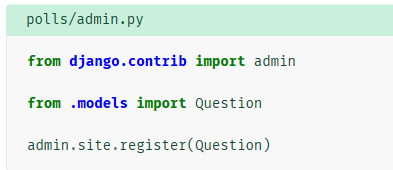 polls/admin.py
from django.contrib import admin
from .models import Question
admin.site.register(Question)